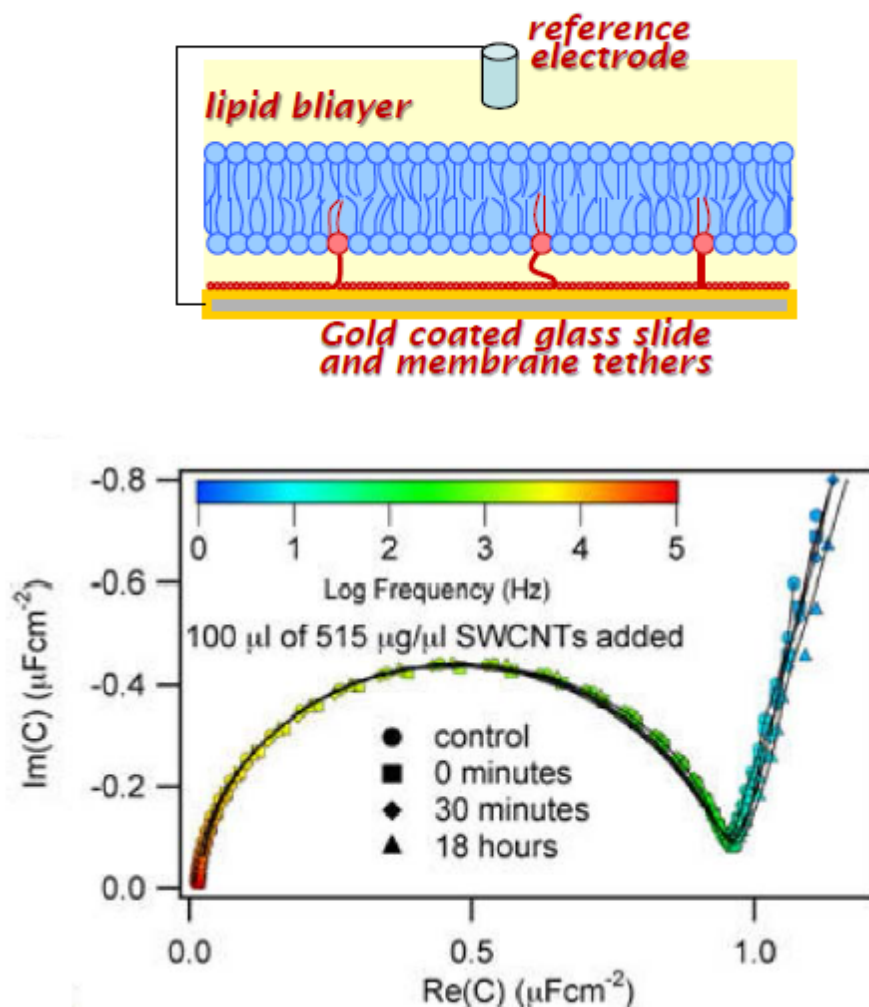 reference
electrode
lipid bliayer
Gold coated glass slide
and membrane tethers
-0.8
-0.6
-0.4
-0.2
0.0
Im(C) (μFcm-2)
0 1 2 3 4 5
Log Frequency (Hz)
100 μl of 515 μg/μl SWCNTs added
control
0 minutes
30 minutes
18 hours
0.0 0.5 1.0
Re(C) (μFcm-2)